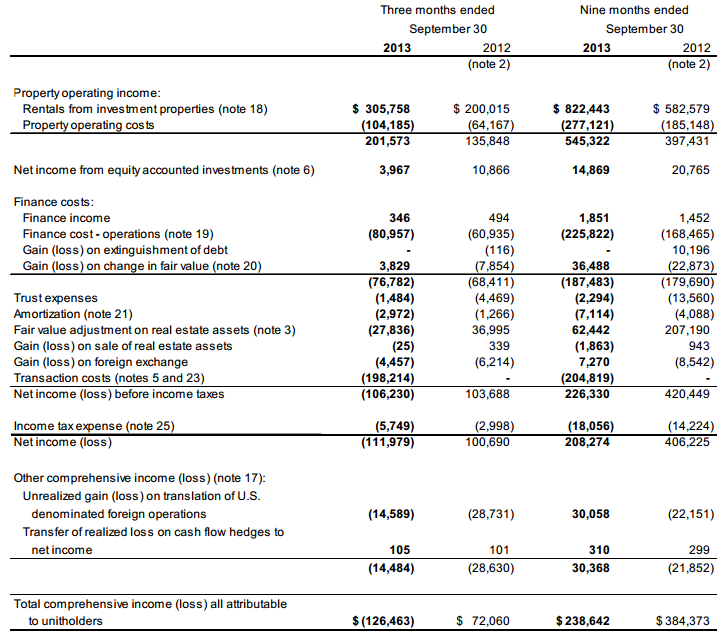 Three months ended Nine months ended
September 30 September 30
2013 2012 2013 2012
(note 2) (note 2)
Property operating income:
Rentals from investment properties (note 18) $ 305,758 $ 200,015 $ 822,443 $ 582,579
Property operating costs (104,185) (64,167) (277,121) (185,148)
201,573 135,848 545,322 397,431
Net income from equity accounted investments (note 6) 3,967 10,866 14,869 20,765
Finance costs:
Finance income 346 494 1,851 1,452
Finance cost - operations (note 19) (80,957) (60,935) (225,822) (168,465)
Gain (loss) on extinguishment of debt - (116) - 10,196
Gain (loss) on change in fair value (note 20) 3,829 (7,854) 36,488 (22,873)
(76,782) (68,411) (187,483) (179,690)
Trust expenses (1,484) (4,469) (2,294) (13,560)
Amortization (note 21) (2,972) (1,266) (7,114) (4,088)
Fair value adjustment on real estate assets (note 3) (27,836) 36,995 62,442 207,190
Gain (loss) on sale of real estate assets (25) 339 (1,863) 943
Gain (loss) on foreign exchange (4,457) (6,214) 7,270 (8,542)
Transaction costs (notes 5 and 23) (198,214) - (204,819) -
Net income (loss) before income taxes (106,230) 103,688 226,330 420,449
Income tax expense (note 25) (5,749) (2,998) (18,056) (14,224)
Net income (loss) (111,979) 100,690 208,274 406,225
Other comprehensive income (loss) (note 17):
Unrealized gain (loss) on translation of U.S.
denominated foreign operations (14,589) (28,731) 30,058 (22,151)
Transfer of realized loss on cash flow hedges to
net income 105 101 310 299
(14,484) (28,630) 30,368 (21,852)
Total comprehensive income (loss) all attributable
to unitholders $ (126,463) $ 72,060 $ 238,642 $ 384,373